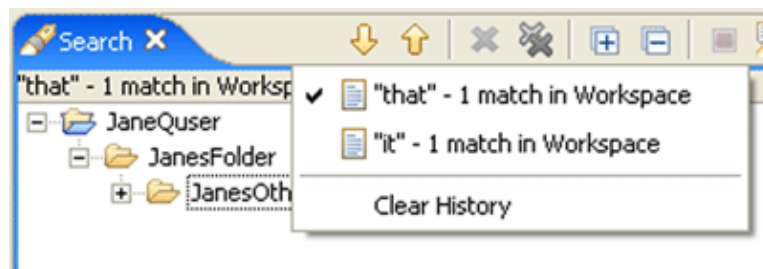 Search
"that" - 1 match in Worksp
"that" - 1 match in Workspace
JaneQuser
"it" - 1 match in Workspace
JanesFolder
JanesOth
Clear History